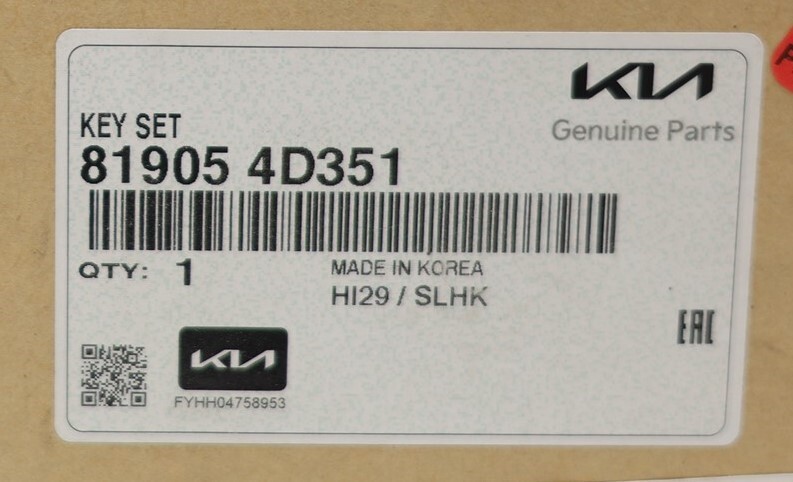 KIA
Genuine Parts
KEY SET
81905 4D351
QTY: 1
MADE IN KOREA
HI29 / SLHK
EAC
KIA
FYHH04758953